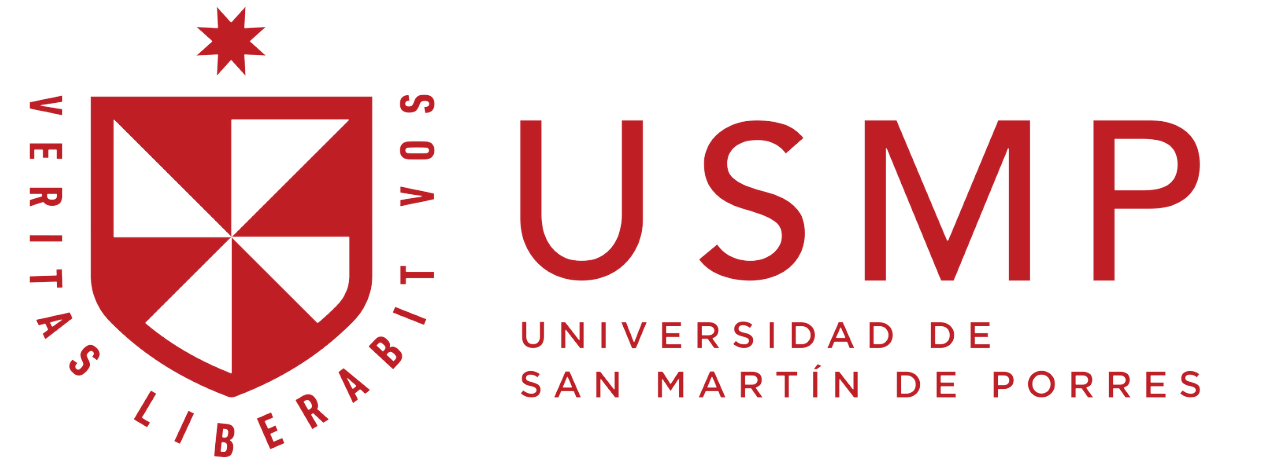 VERITAS LIBERABIT VOS
USMP
UNIVERSIDAD DE
SAN MARTÍN DE PORRES